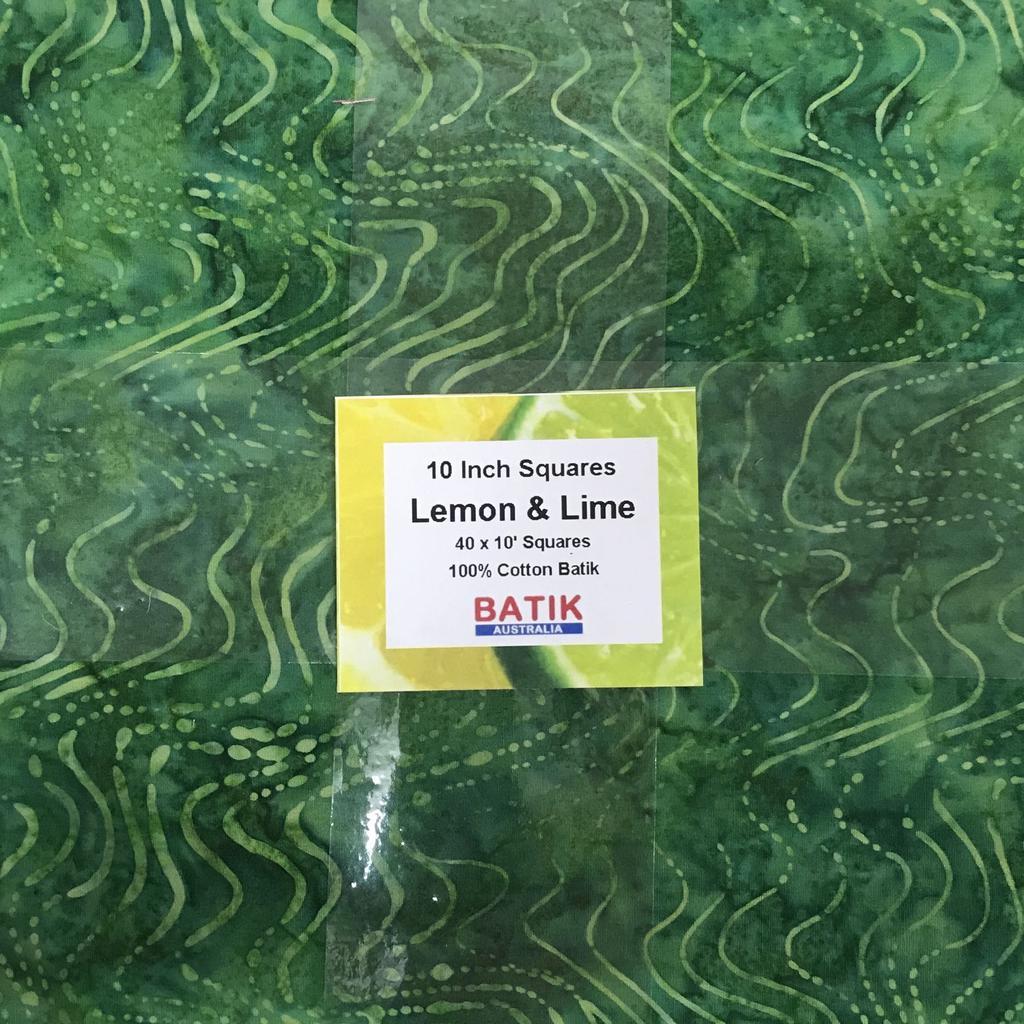 10 Inch Squares
Lemon & Lime
40 x 10' Squares
100% Cotton Batik
BATIK
AUSTRALIA